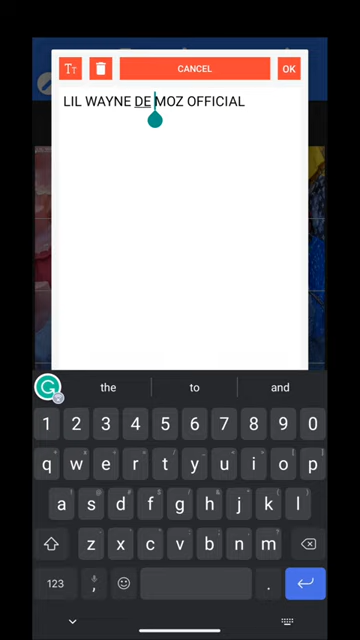 Tт
CANCEL
OK
LIL WAYNE DE MOZ OFFICIAL
the
to
and
1 2 3 4 5 6 7 8 9 0
q w e r t y u i o p
a s d f g h j k l
z x c v b n m
123 , .